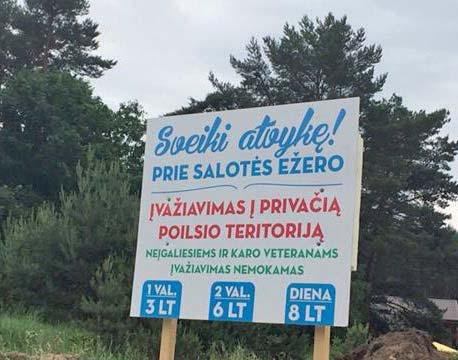 Sveiki atvykę!
PRIE SALOTĖS EŽERO
ĮVAŽIAVIMAS Į PRIVAČIĄ
POILSIO TERITORIJĄ
NEĮGALIESIEMS IR KARO VETERANAMS
ĮVAŽIAVIMAS NEMOKAMAS
1 VAL. 2 VAL. DIENA
3 LT 6 LT 8 LT